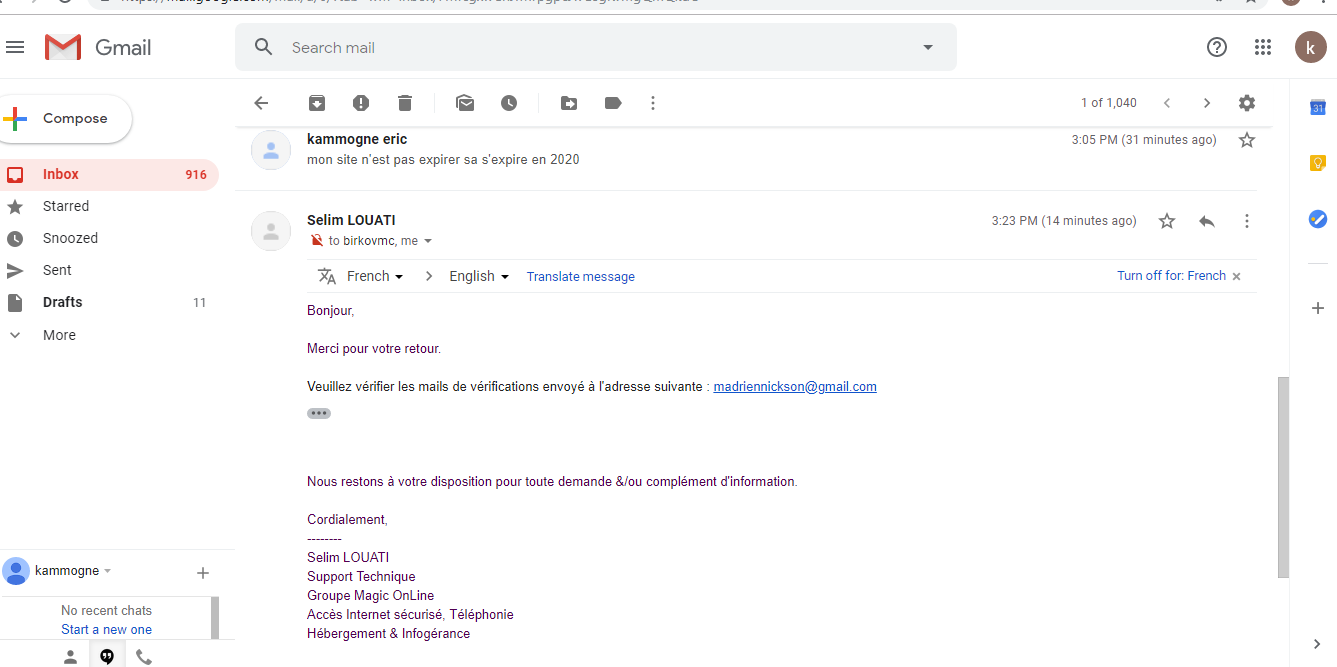 Gmail
Search mail
k
Compose
1 of 1,040
31
Inbox 916
Starred
Snoozed
Sent
Drafts 11
More
kammogne eric
3:05 PM (31 minutes ago)
mon site n'est pas expirer sa s'expire en 2020
Selim LOUATI
3:23 PM (14 minutes ago)
to birkovmc, me
French > English Translate message
Turn off for: French ×
Bonjour,
Merci pour votre retour.
Veuillez vérifier les mails de vérifications envoyé à l'adresse suivante : madriennickson@gmail.com
Nous restons à votre disposition pour toute demande &/ou complément d'information.
Cordialement,
--------
Selim LOUATI
Support Technique
Groupe Magic OnLine
Accès Internet sécurisé, Téléphonie
Hébergement & Infogérance
kammogne
No recent chats
Start a new one